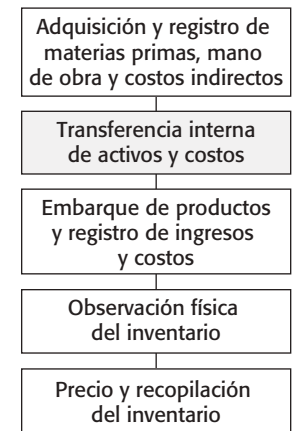 Adquisición y registro de
materias primas, mano
de obra y costos indirectos
Transferencia interna
de activos y costos
Embarque de productos
y registro de ingresos
y costos
Observación física
del inventario
Precio y recopilación
del inventario